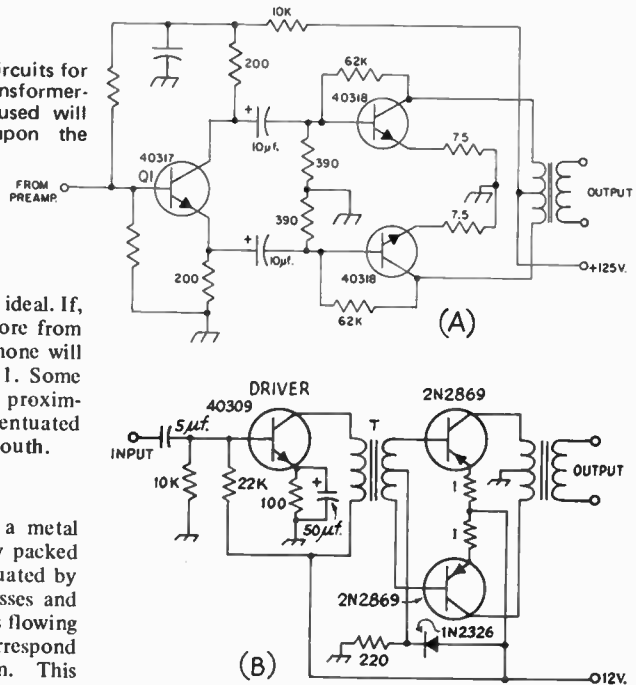 10K
ircuits for
ansformer-
used will
upon the
200
62K
40318
+
10µf.
7.5
40317
Q1
390
FROM
PREAMP.
OUTPUT
390
7.5
+
10µf.
40318
+125V.
200
62K
(A)
ideal. If,
ore from
hone will
1. Some
proxim-
entuated
outh.
DRIVER
40309
2N2869
5µf.
T
INPUT
OUTPUT
10K
22K
100
+
50µf.
1
1
a metal
y packed
uated by
sses and
s flowing
rrespond
n. This
2N2869
1N2326
220
(B)
12V.